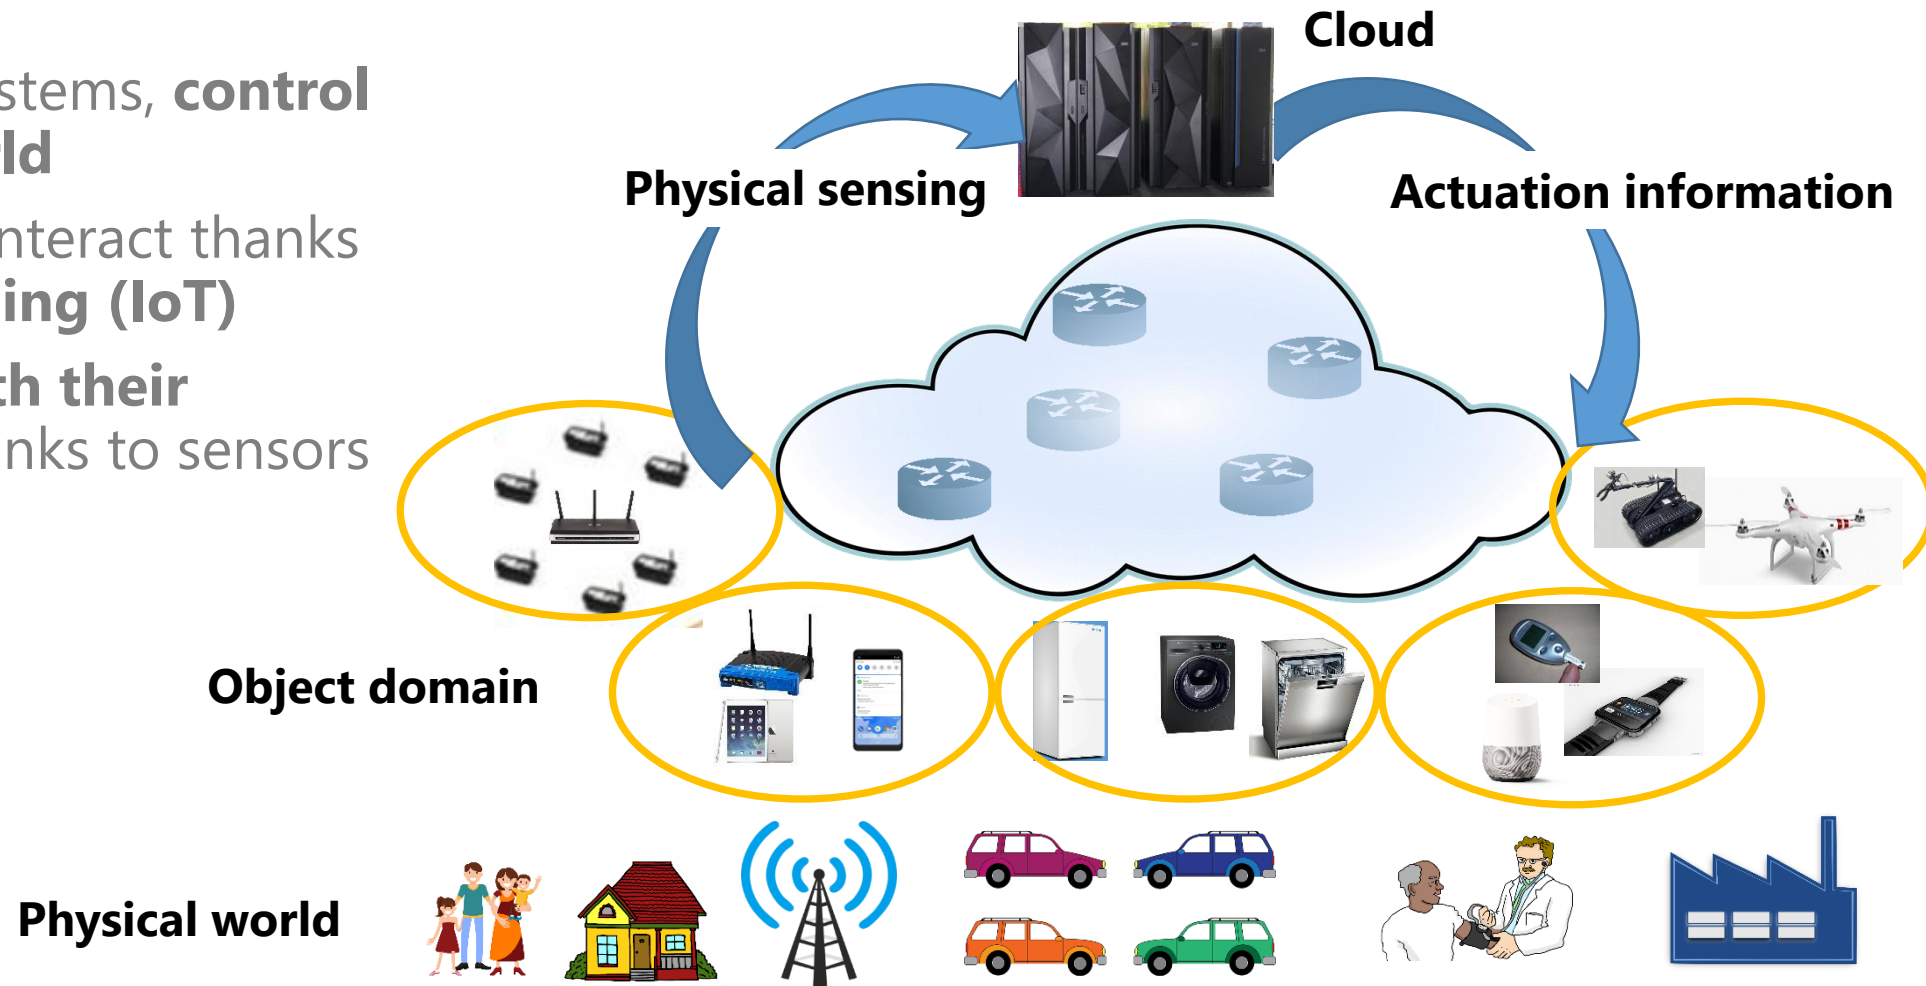 stems, control
rld
nteract thanks
ing (IoT)
th their
nks to sensors
Cloud
Physical sensing
Actuation information
Object domain
Physical world